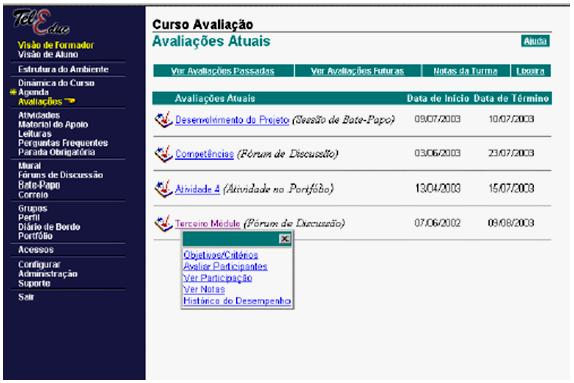 TelEduc
Visão de Formador
Visão de Aluno
Estrutura do Ambiente
Dinâmica do Curso
Agenda
Avaliações
Atividades
Material de Apoio
Leituras
Perguntas Frequentes
Parada Obrigatória
Mural
Fóruns de Discussão
Bate-Papo
Correio
Grupos
Perfil
Diário de Bordo
Portfólio
Acessos
Configurar
Administração
Suporte
Sair
Curso Avaliação
Avaliações Atuais
Ajuda
Ver Avaliações Passadas Ver Avaliações Futuras Notas da Turma Lixeira
Avaliações Atuais Data de Início Data de Término
Desenvolvimento do Projeto (Sessão de Bate-Papo) 09/07/2003 10/07/2003
Competências (Fórum de Discussão) 03/06/2003 23/07/2003
Atividade 4 (Atividade no Portfólio) 13/04/2003 15/07/2003
Terceiro Módulo (Fórum de Discussão) 07/06/2002 09/08/2003
Objetivos/Critérios
Avaliar Participantes
Ver Participação
Ver Notas
Histórico do Desempenho